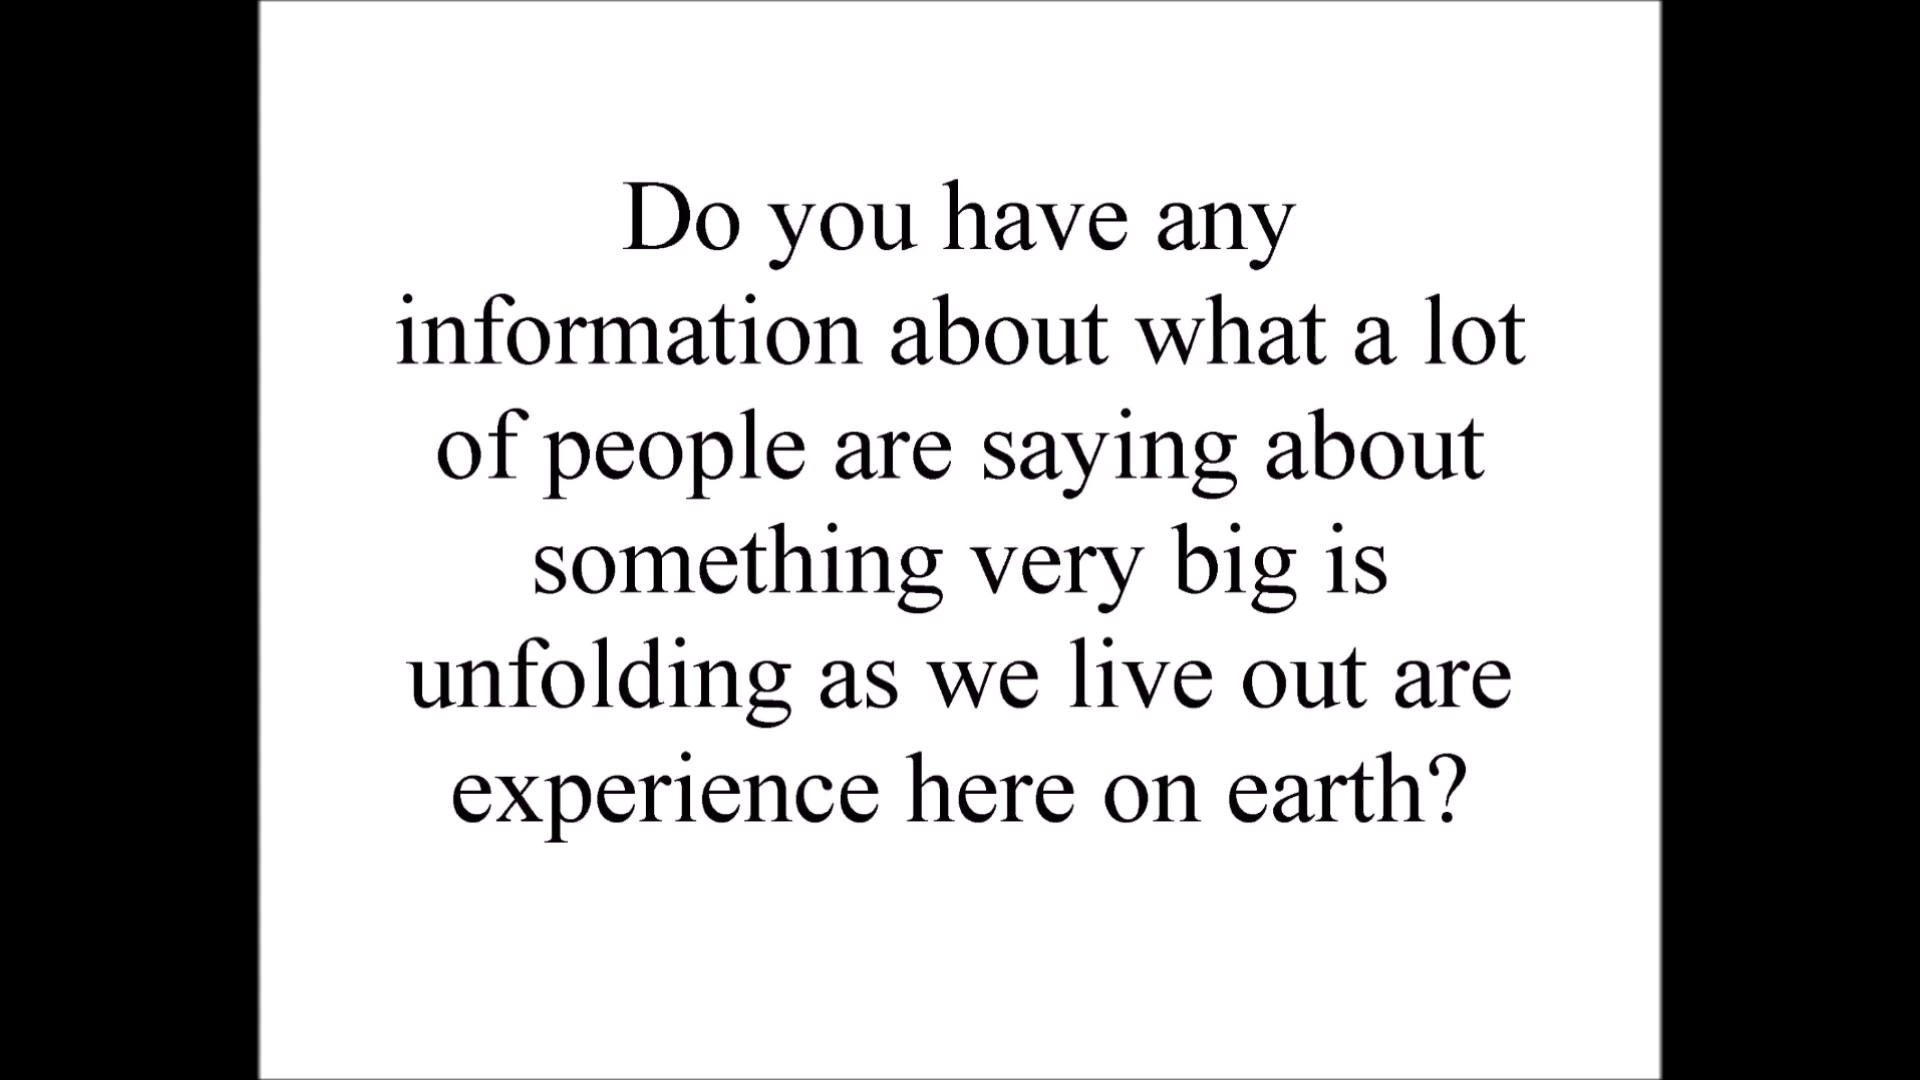 Do you have any
information about what a lot
of people are saying about
something very big is
unfolding as we live out are
experience here on earth?